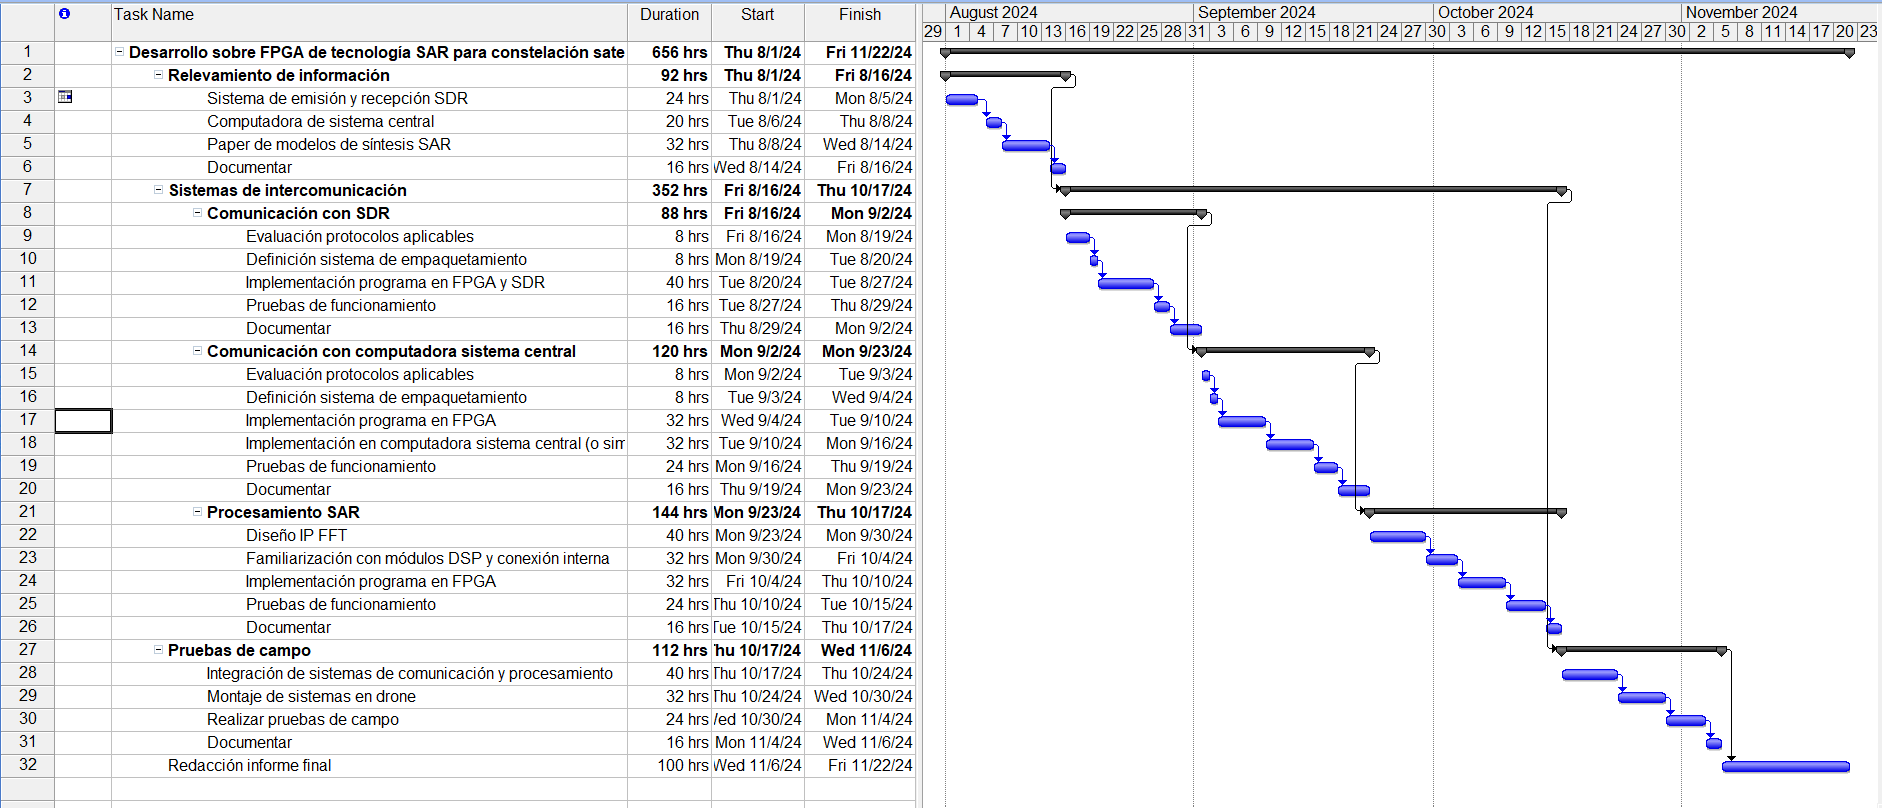 Task Name Duration Start Finish August 2024 September 2024 October 2024 November 2024
29 1 4 7 10 13 16 19 22 25 28 31 3 6 9 12 15 18 21 24 27 30 3 6 9 12 15 18 21 24 27 30 2 5 8 11 14 17 20 23
1 Desarrollo sobre FPGA de tecnología SAR para constelación sate 656 hrs Thu 8/1/24 Fri 11/22/24
2 Relevamiento de información 92 hrs Thu 8/1/24 Fri 8/16/24
3 Sistema de emisión y recepción SDR 24 hrs Thu 8/1/24 Mon 8/5/24
4 Computadora de sistema central 20 hrs Tue 8/6/24 Thu 8/8/24
5 Paper de modelos de síntesis SAR 32 hrs Thu 8/8/24 Wed 8/14/24
6 Documentar 16 hrs Wed 8/14/24 Fri 8/16/24
7 Sistemas de intercomunicación 352 hrs Fri 8/16/24 Thu 10/17/24
8 Comunicación con SDR 88 hrs Fri 8/16/24 Mon 9/2/24
9 Evaluación protocolos aplicables 8 hrs Fri 8/16/24 Mon 8/19/24
10 Definición sistema de empaquetamiento 8 hrs Mon 8/19/24 Tue 8/20/24
11 Implementación programa en FPGA y SDR 40 hrs Tue 8/20/24 Tue 8/27/24
12 Pruebas de funcionamiento 16 hrs Tue 8/27/24 Thu 8/29/24
13 Documentar 16 hrs Thu 8/29/24 Mon 9/2/24
14 Comunicación con computadora sistema central 120 hrs Mon 9/2/24 Mon 9/23/24
15 Evaluación protocolos aplicables 8 hrs Mon 9/2/24 Tue 9/3/24
16 Definición sistema de empaquetamiento 8 hrs Tue 9/3/24 Wed 9/4/24
17 Implementación programa en FPGA 32 hrs Wed 9/4/24 Tue 9/10/24
18 Implementación en computadora sistema central (o sim 32 hrs Tue 9/10/24 Mon 9/16/24
19 Pruebas de funcionamiento 24 hrs Mon 9/16/24 Thu 9/19/24
20 Documentar 16 hrs Thu 9/19/24 Mon 9/23/24
21 Procesamiento SAR 144 hrs Mon 9/23/24 Thu 10/17/24
22 Diseño IP FFT 40 hrs Mon 9/23/24 Mon 9/30/24
23 Familiarización con módulos DSP y conexión interna 32 hrs Mon 9/30/24 Fri 10/4/24
24 Implementación programa en FPGA 32 hrs Fri 10/4/24 Thu 10/10/24
25 Pruebas de funcionamiento 24 hrs Thu 10/10/24 Tue 10/15/24
26 Documentar 16 hrs Tue 10/15/24 Thu 10/17/24
27 Pruebas de campo 112 hrs Thu 10/17/24 Wed 11/6/24
28 Integración de sistemas de comunicación y procesamiento 40 hrs Thu 10/17/24 Thu 10/24/24
29 Montaje de sistemas en drone 32 hrs Thu 10/24/24 Wed 10/30/24
30 Realizar pruebas de campo 24 hrs Wed 10/30/24 Mon 11/4/24
31 Documentar 16 hrs Mon 11/4/24 Wed 11/6/24
32 Redacción informe final 100 hrs Wed 11/6/24 Fri 11/22/24